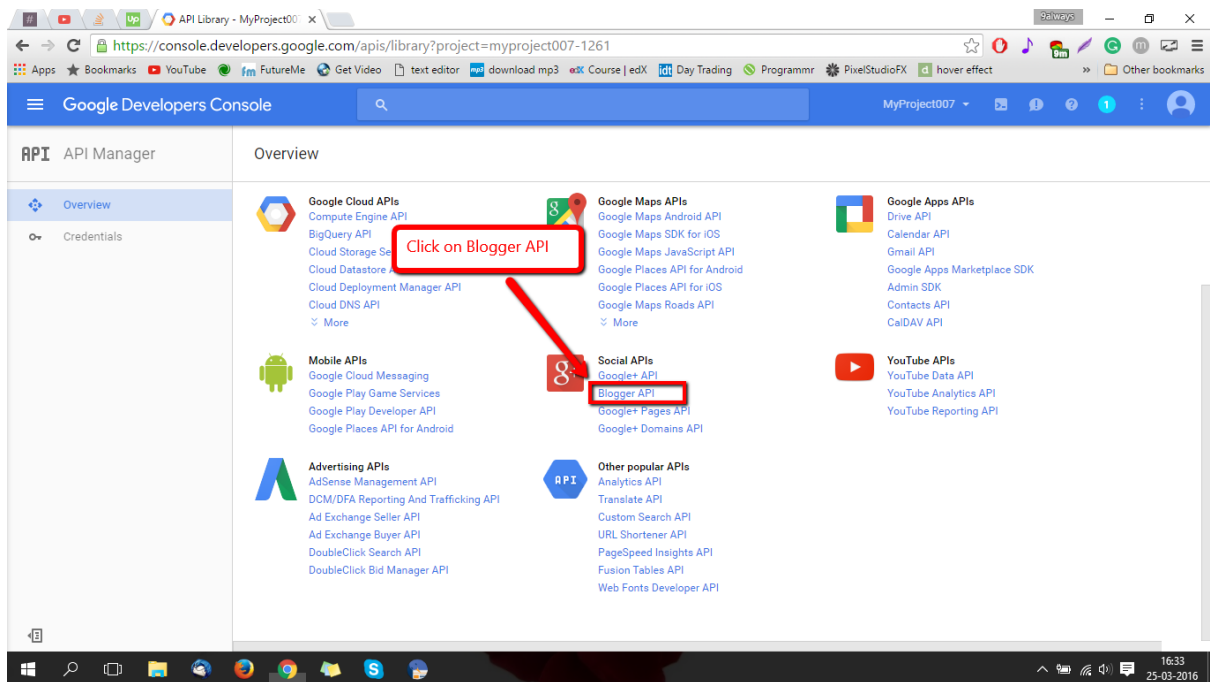 API Library - MyProject00
9always
https://console.developers.google.com/apis/library?project=myproject007-1261
9m
Apps Bookmarks YouTube FutureMe Get Video text editor download mp3 Course | edX Day Trading Programmr PixelStudioFX hover effect » Other bookmarks
Google Developers Console
MyProject007
1
API API Manager
Overview
Credentials
Overview
Google Cloud APIs
Compute Engine API
BigQuery API
Cloud Storage Se
Cloud Datastore A
Cloud Deployment Manager API
Cloud DNS API
More
Google Maps APIs
Google Maps Android API
Google Maps SDK for iOS
Google Maps JavaScript API
Google Places API for Android
Google Places API for iOS
Google Maps Roads API
More
Google Apps APIs
Drive API
Calendar API
Gmail API
Google Apps Marketplace SDK
Admin SDK
Contacts API
CalDAV API
Click on Blogger API
Mobile APIs
Google Cloud Messaging
Google Play Game Services
Google Play Developer API
Google Places API for Android
Social APIs
Google+ API
Blogger API
Google+ Pages API
Google+ Domains API
YouTube APIs
YouTube Data API
YouTube Analytics API
YouTube Reporting API
Advertising APIs
AdSense Management API
DCM/DFA Reporting And Trafficking API
Ad Exchange Seller API
Ad Exchange Buyer API
DoubleClick Search API
DoubleClick Bid Manager API
API
Other popular APIs
Analytics API
Translate API
Custom Search API
URL Shortener API
PageSpeed Insights API
Fusion Tables API
Web Fonts Developer API
16:33
25-03-2016